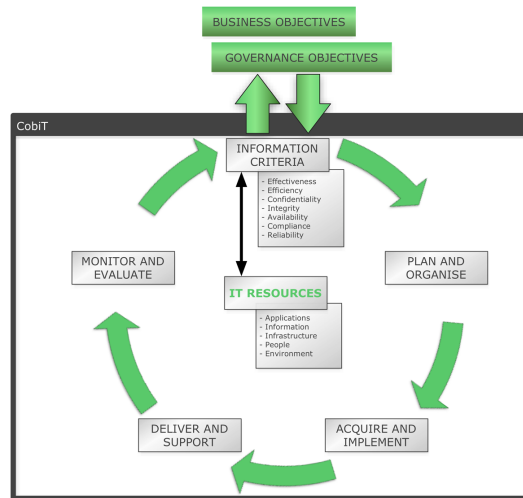 BUSINESS OBJECTIVES
GOVERNANCE OBJECTIVES
CobiT
INFORMATION
CRITERIA
- Effectiveness
- Efficiency
- Confidentiality
- Integrity
- Availability
- Compliance
- Reliability
MONITOR AND
EVALUATE
PLAN AND
ORGANISE
IT RESOURCES
- Applications
- Information
- Infrastructure
- People
- Environment
DELIVER AND
SUPPORT
ACQUIRE AND
IMPLEMENT